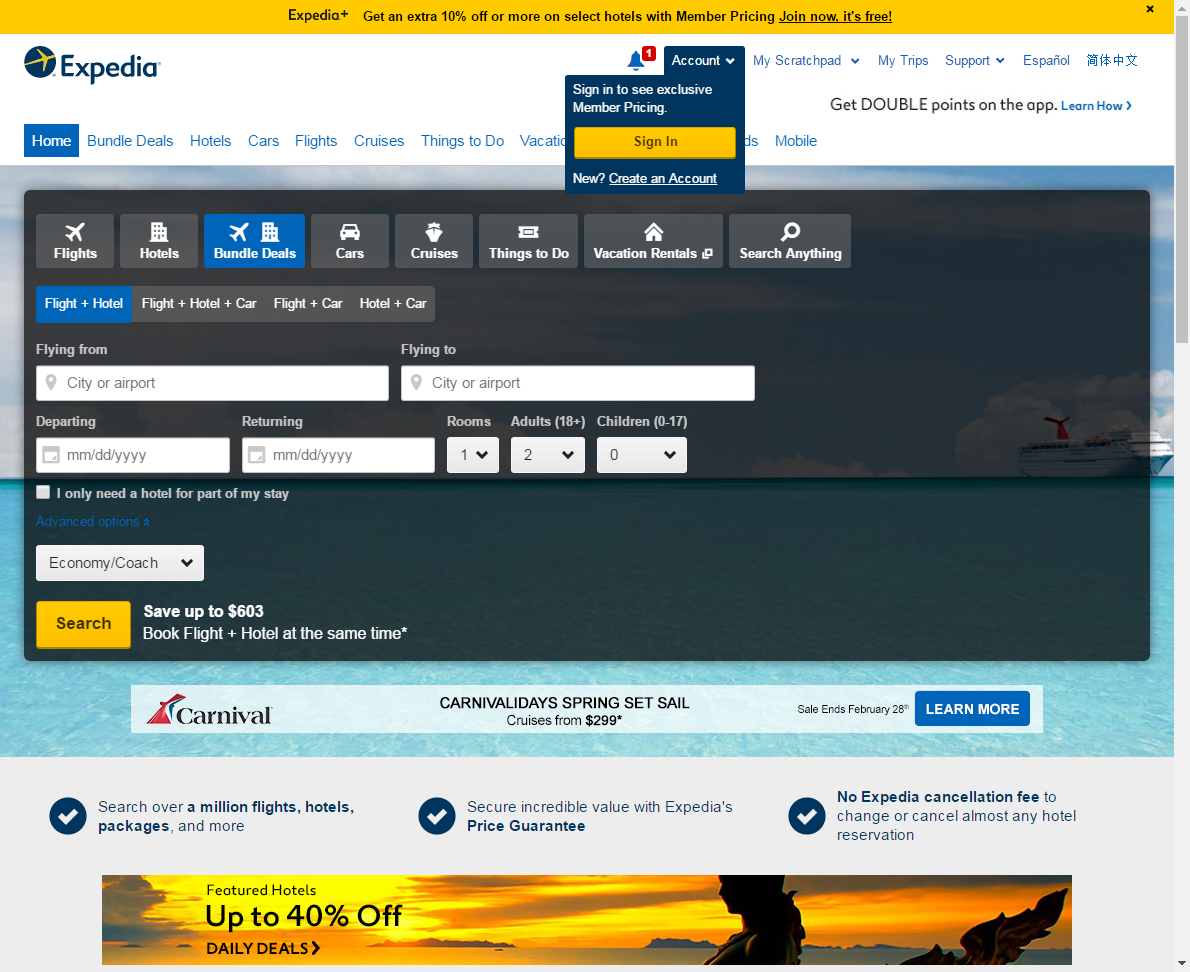 Expedia+ Get an extra 10% off or more on select hotels with Member Pricing Join now, it's free! ×
Expedia
1 Account My Scratchpad My Trips Support Español 简体中文
Sign in to see exclusive
Member Pricing.
Sign In
New? Create an Account
Get DOUBLE points on the app. Learn How >
Home Bundle Deals Hotels Cars Flights Cruises Things to Do Mobile
Flights Hotels Bundle Deals Cars Cruises Things to Do Vacation Rentals Search Anything
Flight + Hotel Flight + Hotel + Car Flight + Car Hotel + Car
Flying from Flying to
City or airport City or airport
Departing Returning Rooms Adults (18+) Children (0-17)
mm/dd/yyyy mm/dd/yyyy 1 2 0
I only need a hotel for part of my stay
Advanced options
Economy/Coach
Search
Save up to $603
Book Flight + Hotel at the same time*
Carnival
CARNIVALIDAYS SPRING SET SAIL
Cruises from $299*
Sale Ends February 28th
LEARN MORE
Search over a million flights, hotels,
packages, and more
Secure incredible value with Expedia's
Price Guarantee
No Expedia cancellation fee to
change or cancel almost any hotel
reservation
Featured Hotels
Up to 40% Off
DAILY DEALS >